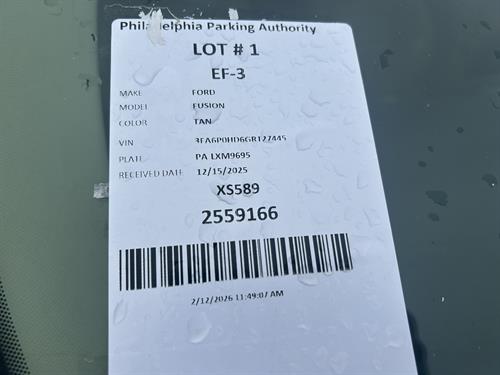 Philadelphia Parking Authority
LOT # 1
EF-3
MAKE FORD
MODEL FUSION
COLOR TAN
VIN 3FA6P0HD6GR127445
PLATE PA LXM9695
RECEIVED DATE 12/15/2025
XS589
2559166
2/12/2026 11:49:07 AM